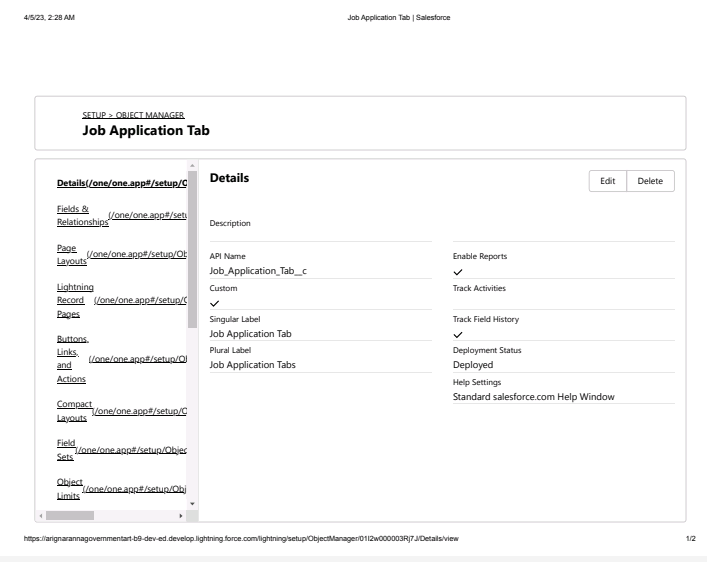 4/5/23, 2:28 AM
Job Application Tab | Salesforce
SETUP > OBJECT MANAGER
Job Application Tab
Details(/one/one.app#/setup/O
Fields &
Relationships
(/one/one.app#/setu
Page
Layouts
(/one/one.app#/setup/Ob
Lightning
Record
Pages
(/one/one.app#/setup/O
Buttons,
Links,
and
Actions
(/one/one.app#/setup/Ob
Compact
Layouts
(/one/one.app#/setup/O
Field
Sets
(/one/one.app#/setup/Objec
Object
Limits
(/one/one.app#/setup/Obj
Details
Edit
Delete
Description
API Name
Job_Application_Tab__c
Custom
✓
Singular Label
Job Application Tab
Plural Label
Job Application Tabs
Enable Reports
✓
Track Activities
Track Field History
✓
Deployment Status
Deployed
Help Settings
Standard salesforce.com Help Window
https://arignarannagovernmentart-b9-dev-ed.develop.lightning.force.com/lightning/setup/ObjectManager/01I2w000003Rj7J/Details/view
1/2